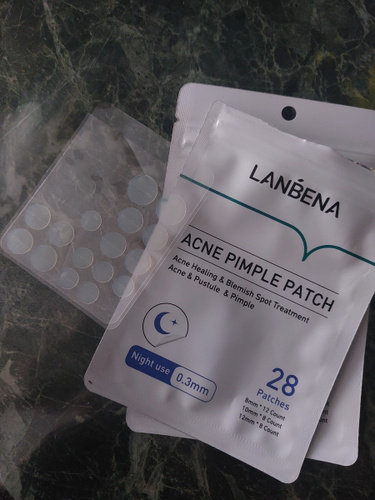 LANBENA
ACNE PIMPLE PATCH
Acne Healing & Blemish Spot Treatment
Acne & Pustule & Pimple
Night use 0.3mm
28
Patches
8mm * 12 Count
10mm * 8 Count
12mm * 8 Count